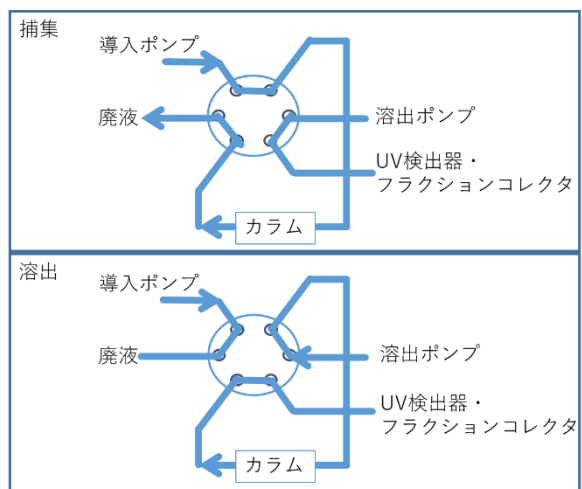 捕集
導入ポンプ
廃液
溶出ポンプ
UV検出器・
フラクションコレクタ
カラム
溶出
導入ポンプ
廃液
溶出ポンプ
UV検出器・
フラクションコレクタ
カラム